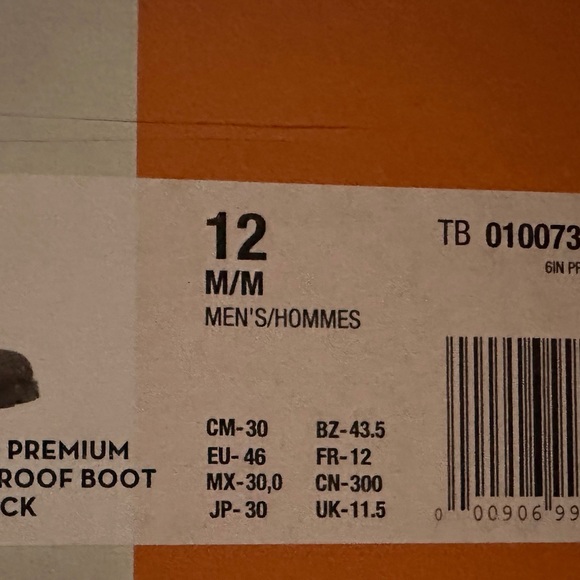 12
M/M
MEN'S/HOMMES
TB 010073
6IN PR
CM-30 BZ-43.5
EU-46 FR-12
MX-30,0 CN-300
JP-30 UK-11.5
PREMIUM
ROOF BOOT
CK
0 00906 99